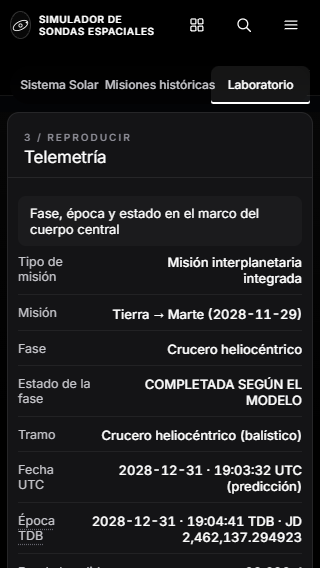 SIMULADOR DE
SONDAS ESPACIALES
Sistema Solar Misiones históricas Laboratorio
3 / REPRODUCIR
Telemetría
Fase, época y estado en el marco del
cuerpo central
Tipo de
misión
Misión interplanetaria
integrada
Misión
Tierra → Marte (2028-11-29)
Fase
Crucero heliocéntrico
Estado de la
fase
COMPLETADA SEGÚN EL
MODELO
Tramo
Crucero heliocéntrico (balístico)
Fecha
UTC
2028-12-31 · 19:03:32 UTC
(predicción)
Época
TDB
2028-12-31 · 19:04:41 TDB · JD
2,462,137.294923